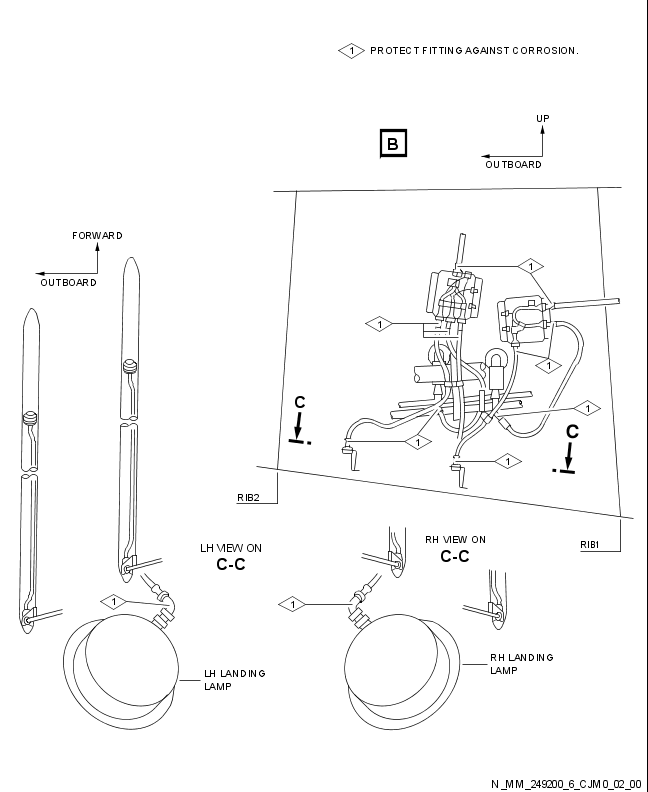 1 PROTECT FITTING AGAINST CORROSION.
B
UP
OUTBOARD
FORWARD
OUTBOARD
1
1
1
C
1
1
C
1
RIB2
RIB1
LH VIEW ON
C-C
RH VIEW ON
C-C
1
1
LH LANDING
LAMP
RH LANDING
LAMP
N_MM_249200_6_CJM0_02_00